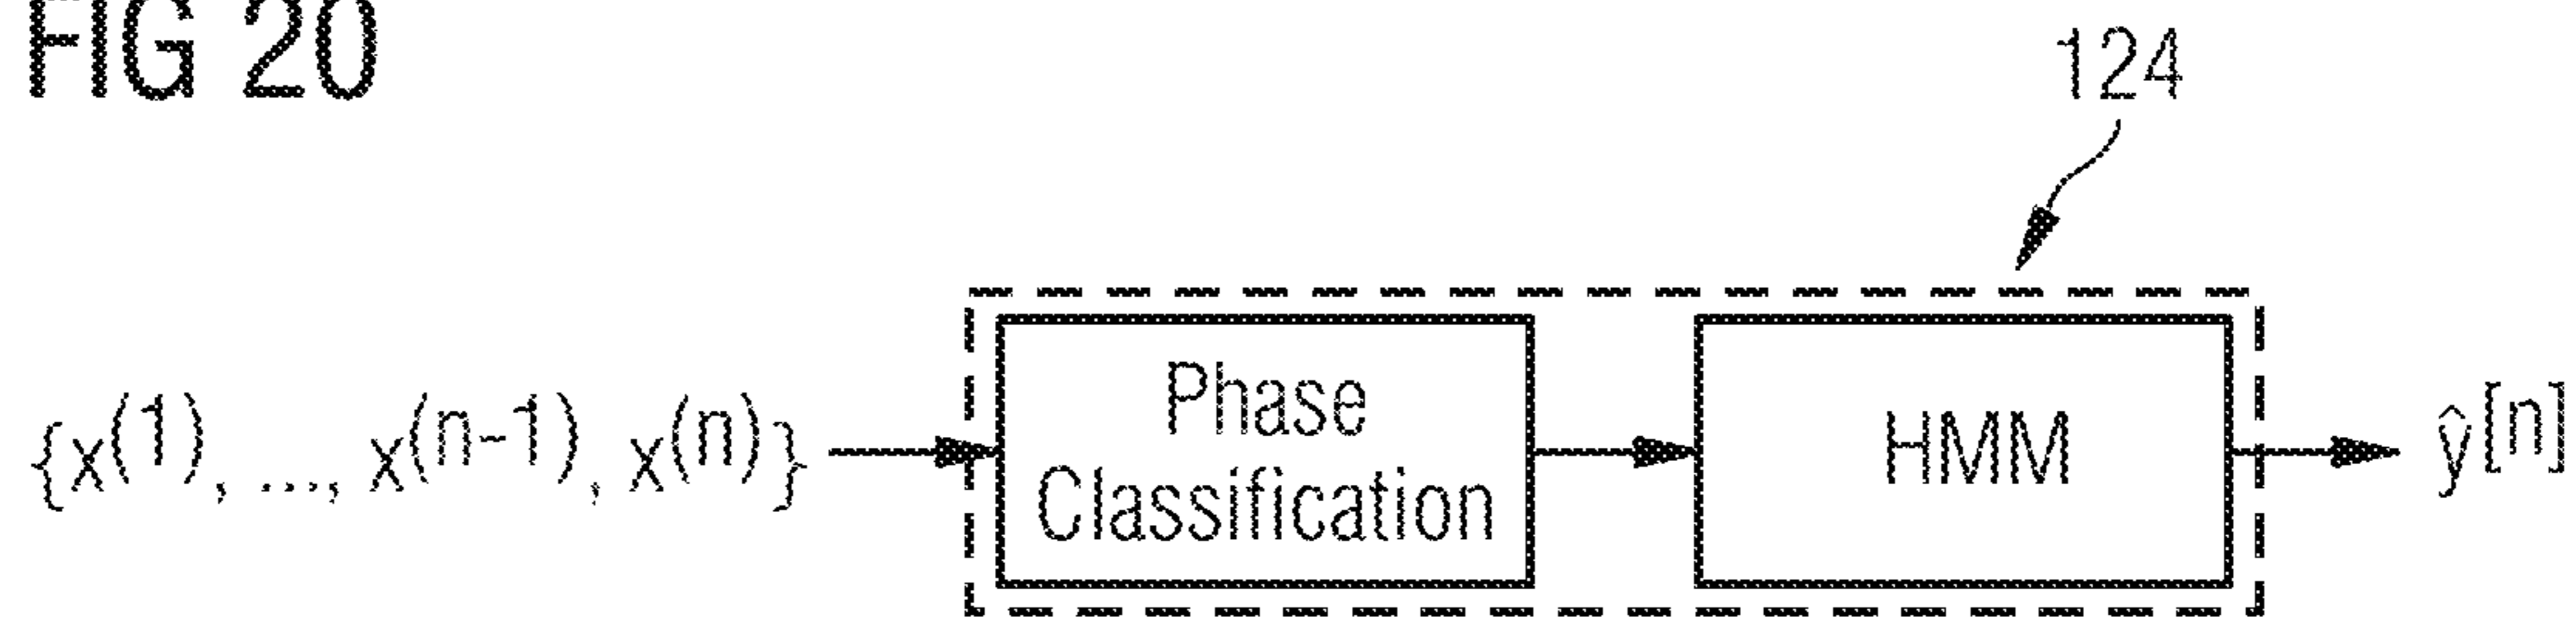 FIG 20
124
{x(1), ..., x(n-1), x(n)}
Phase
Classification
HMM
ŷ[n]